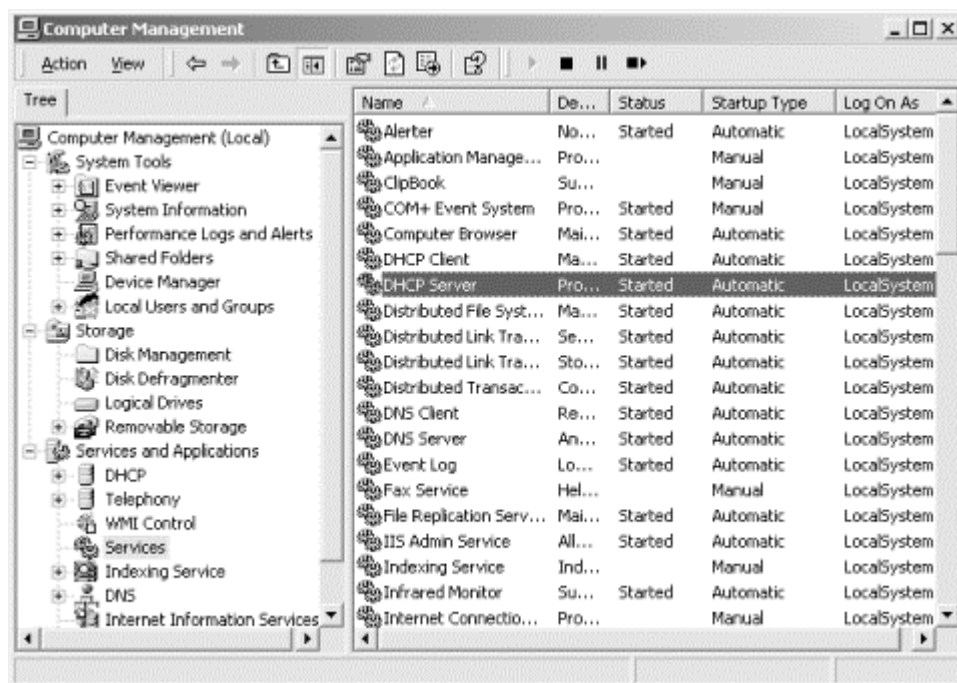 Computer Management
Action View
Tree
Computer Management (Local)
System Tools
Event Viewer
System Information
Performance Logs and Alerts
Shared Folders
Device Manager
Local Users and Groups
Storage
Disk Management
Disk Defragmenter
Logical Drives
Removable Storage
Services and Applications
DHCP
Telephony
WMI Control
Services
Indexing Service
DNS
Internet Information Services
Name De... Status Startup Type Log On As
Alerter No... Started Automatic LocalSystem
Application Manage... Pro... Manual LocalSystem
ClipBook Su... Manual LocalSystem
COM+ Event System Pro... Started Manual LocalSystem
Computer Browser Mai... Started Automatic LocalSystem
DHCP Client Ma... Started Automatic LocalSystem
DHCP Server Pro... Started Automatic LocalSystem
Distributed File Syst... Ma... Started Automatic LocalSystem
Distributed Link Tra... Se... Started Automatic LocalSystem
Distributed Link Tra... Sto... Started Automatic LocalSystem
Distributed Transac... Co... Started Automatic LocalSystem
DNS Client Re... Started Automatic LocalSystem
DNS Server An... Started Automatic LocalSystem
Event Log Lo... Started Automatic LocalSystem
Fax Service Hel... Manual LocalSystem
File Replication Serv... Mai... Started Automatic LocalSystem
IIS Admin Service All... Started Automatic LocalSystem
Indexing Service Ind... Manual LocalSystem
Infrared Monitor Su... Started Automatic LocalSystem
Internet Connectio... Pro... Manual LocalSystem